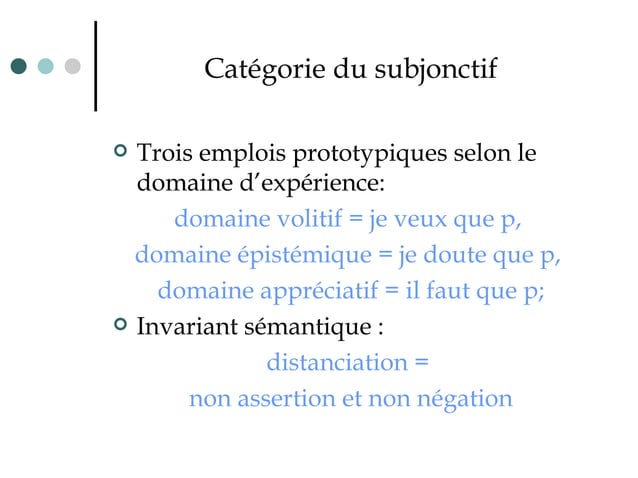 Catégorie du subjonctif
Trois emplois prototypiques selon le
domaine d’expérience:
domaine volitif = je veux que p,
domaine épistémique = je doute que p,
domaine appréciatif = il faut que p;
Invariant sémantique :
distanciation =
non assertion et non négation